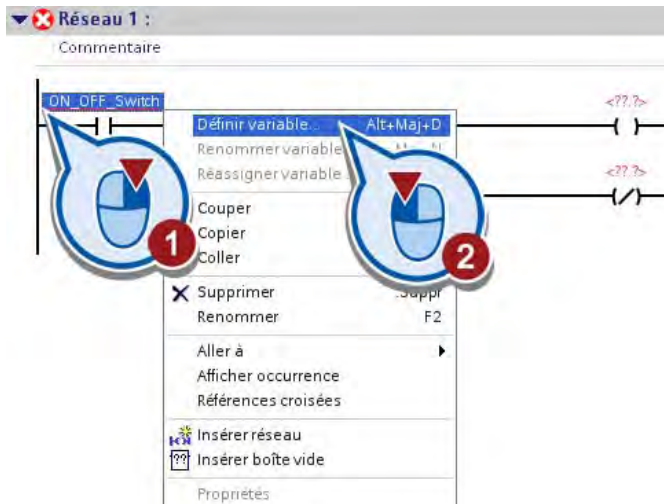 Réseau 1 :
Commentaire
ON_OFF_Switch
<??.?>
Définir variable... Alt+Maj+D
Renommer variable
Réassigner variable
<??.?>
Couper
Copier
Coller
1
2
Supprimer Suppr
Renommer F2
Aller à
Afficher occurrence
Références croisées
Insérer réseau
?? Insérer boîte vide
Propriétés